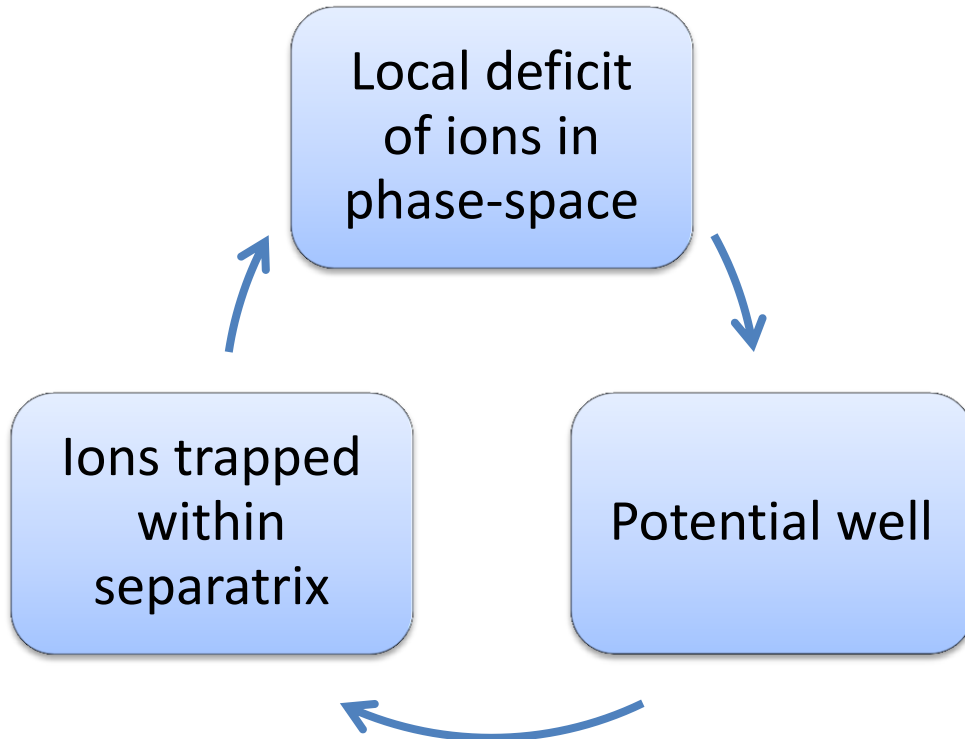 Local deficit
of ions in
phase-space
Ions trapped
within
separatrix
Potential well